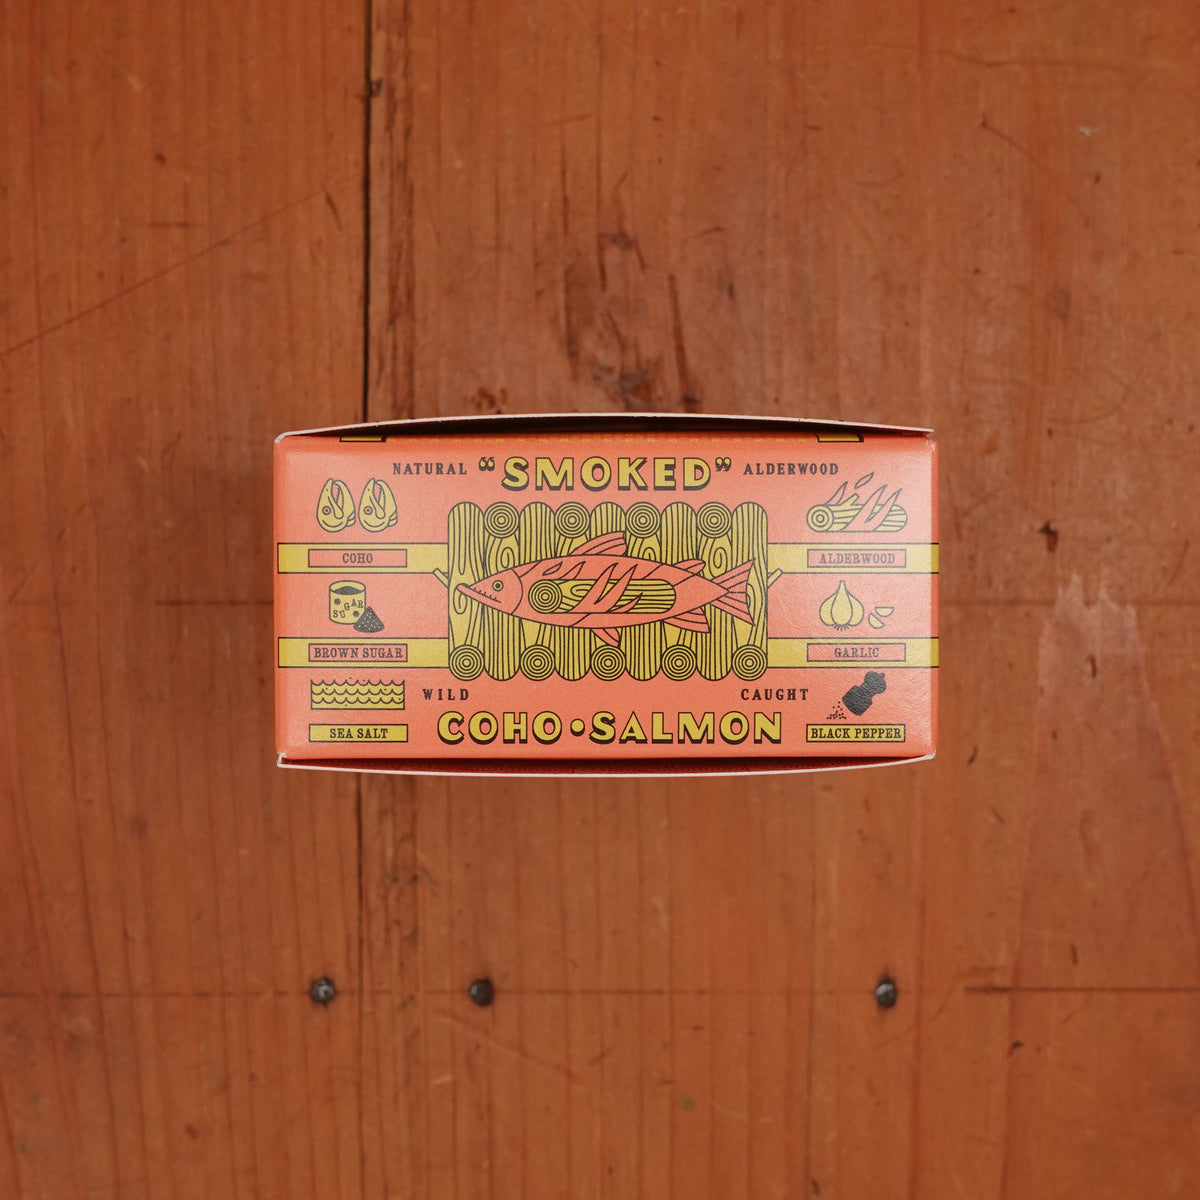 NATURAL “SMOKED” ALDERWOOD
COHO
ALDERWOOD
SUGAR
BROWN SUGAR
GARLIC
WILD CAUGHT
COHO•SALMON
SEA SALT
BLACK PEPPER